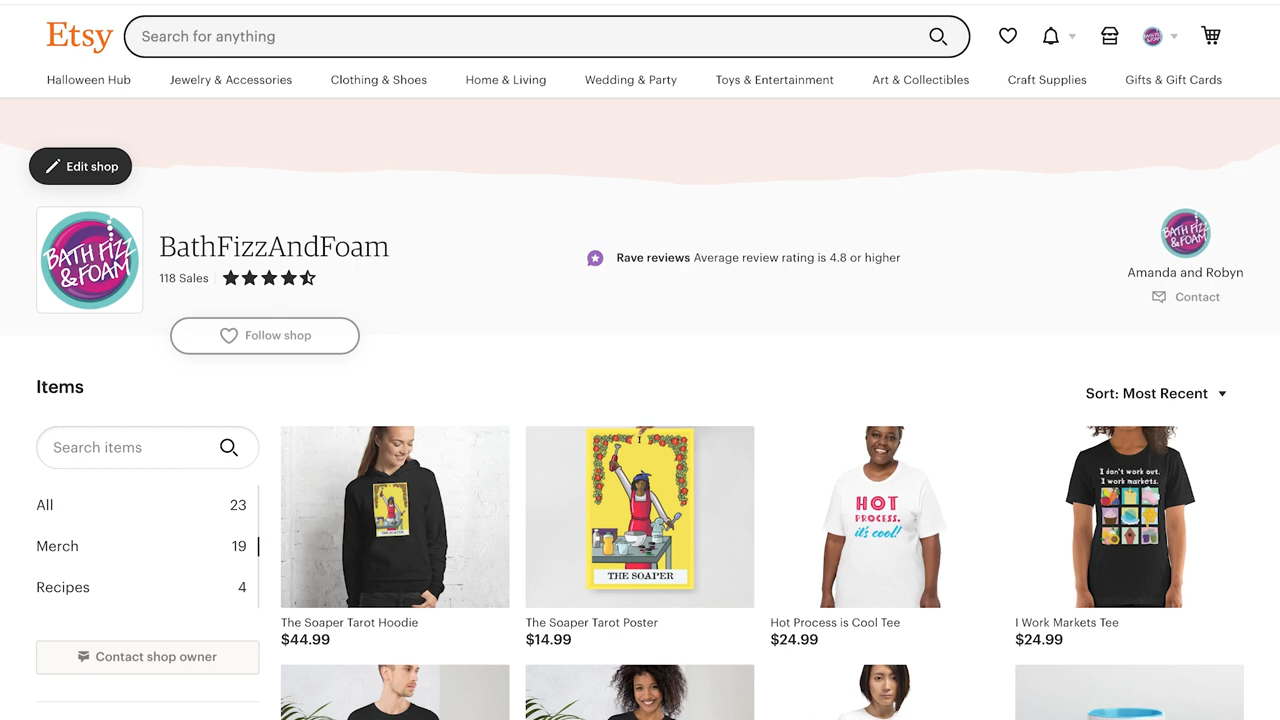 Etsy
Search for anything
Halloween Hub
Jewelry & Accessories
Clothing & Shoes
Home & Living
Wedding & Party
Toys & Entertainment
Art & Collectibles
Craft Supplies
Gifts & Gift Cards
Edit shop
BATH FIZZ
& FOAM
BathFizzAndFoam
118 Sales
Rave reviews Average review rating is 4.8 or higher
BATH FIZZ
& FOAM
Amanda and Robyn
Contact
Follow shop
Items
Sort: Most Recent
Search items
All 23
Merch 19
Recipes 4
Contact shop owner
THE SOAPER
The Soaper Tarot Hoodie
$44.99
I
THE SOAPER
The Soaper Tarot Poster
$14.99
HOT
PROCESS.
it's cool!
Hot Process is Cool Tee
$24.99
I don't work out.
I work markets.
I Work Markets Tee
$24.99